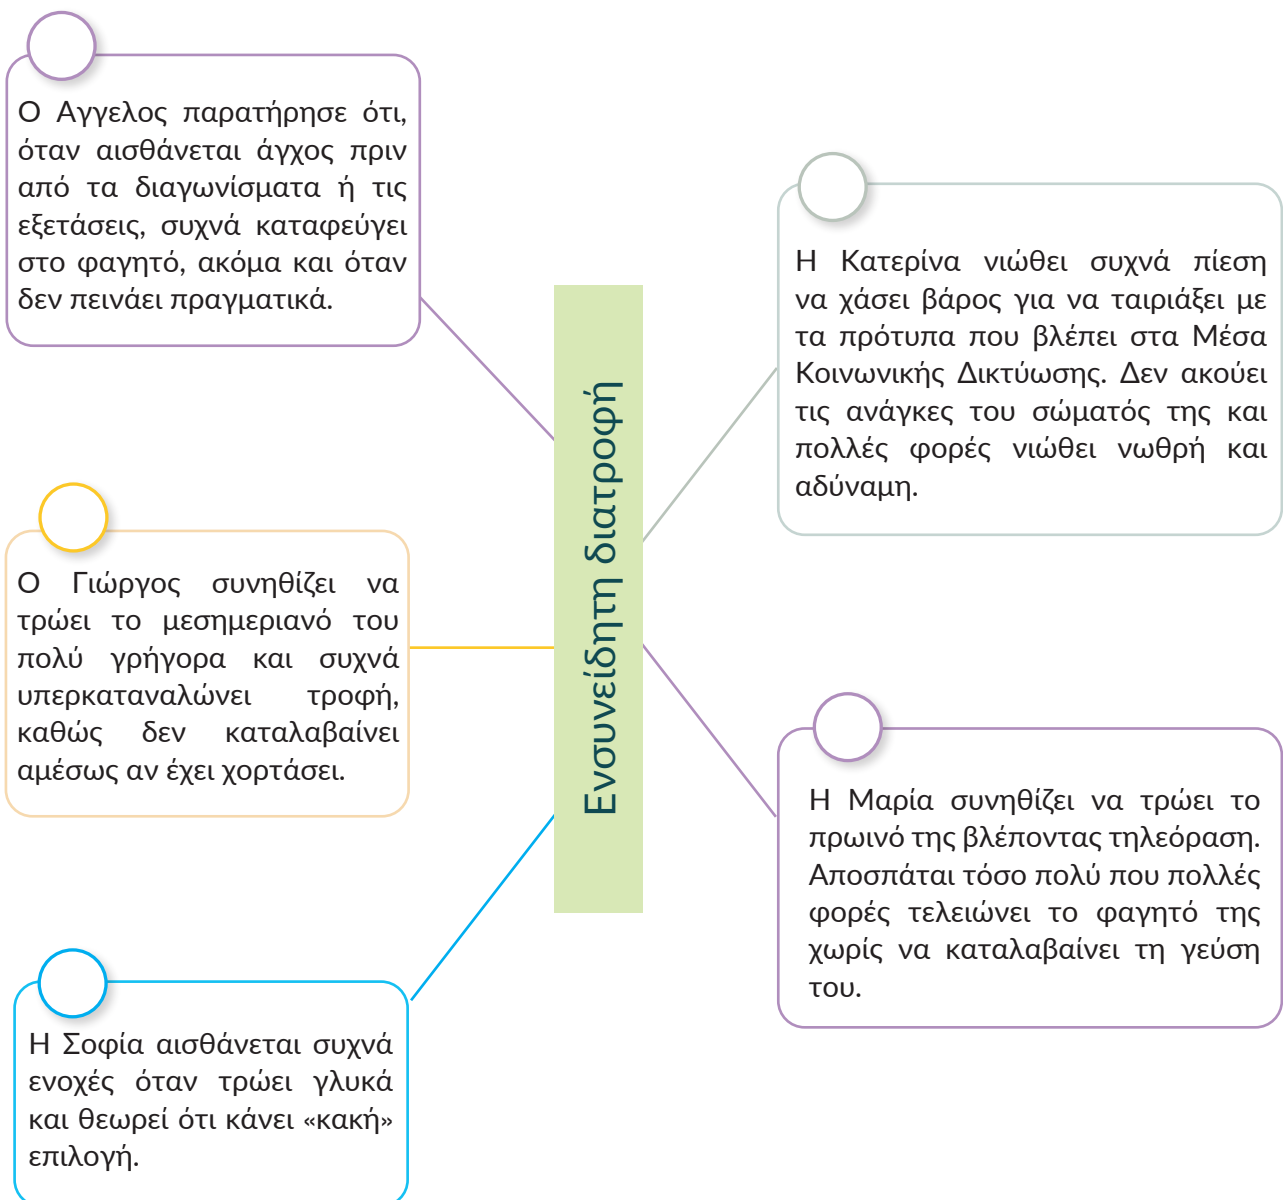 Ο Αγγελος παρατήρησε ότι,
όταν αισθάνεται άγχος πριν
από τα διαγωνίσματα ή τις
εξετάσεις, συχνά καταφεύγει
στο φαγητό, ακόμα και όταν
δεν πεινάει πραγματικά.
Ο Γιώργος συνηθίζει να
τρώει το μεσημεριανό του
πολύ γρήγορα και συχνά
υπερκαταναλώνει τροφή,
καθώς δεν καταλαβαίνει
αμέσως αν έχει χορτάσει.
Η Σοφία αισθάνεται συχνά
ενοχές όταν τρώει γλυκά
και θεωρεί ότι κάνει «κακή»
επιλογή.
Ενσυνείδητη διατροφή
Η Κατερίνα νιώθει συχνά πίεση
να χάσει βάρος για να ταιριάξει με
τα πρότυπα που βλέπει στα Μέσα
Κοινωνικής Δικτύωσης. Δεν ακούει
τις ανάγκες του σώματός της και
πολλές φορές νιώθει νωθρή και
αδύναμη.
Η Μαρία συνηθίζει να τρώει το
πρωινό της βλέποντας τηλεόραση.
Αποσπάται τόσο πολύ που πολλές
φορές τελειώνει το φαγητό της
χωρίς να καταλαβαίνει τη γεύση
του.